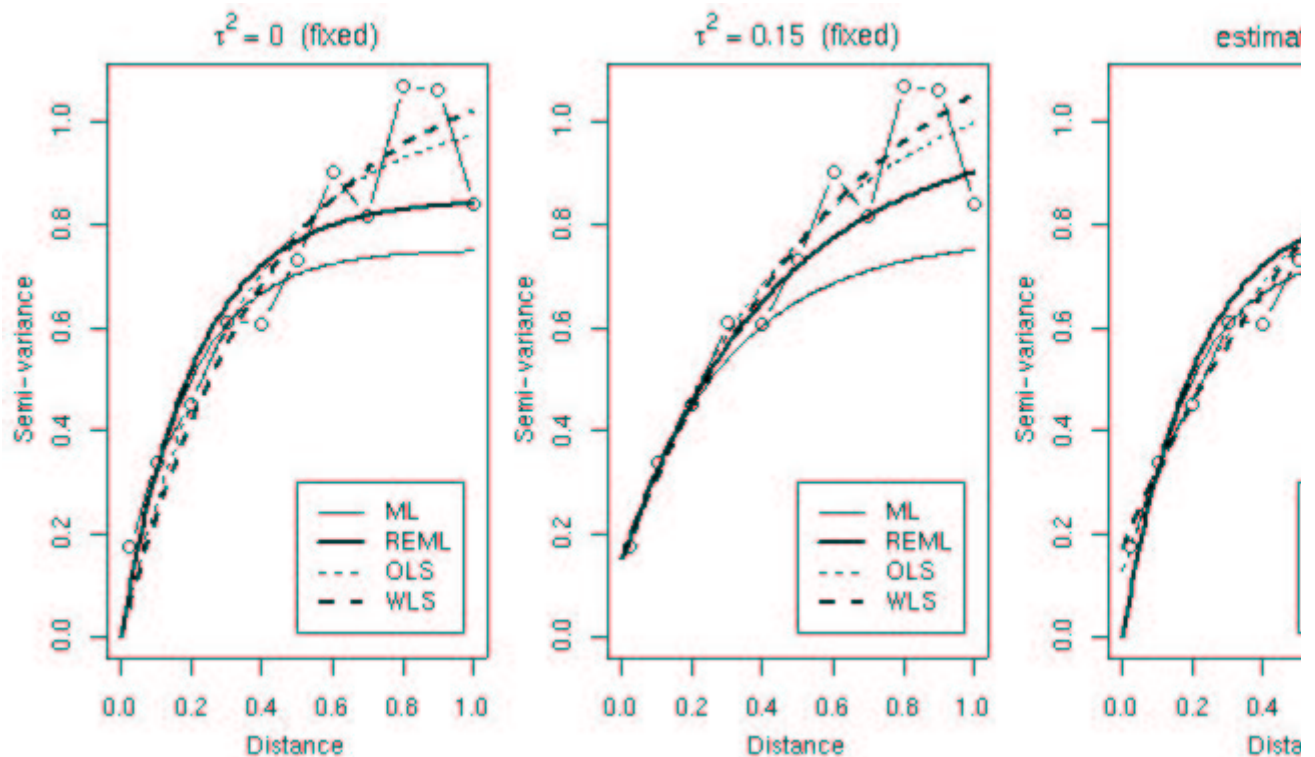 τ² = 0 (fixed)
Semi-variance
1.0
0.8
0.6
0.4
0.2
0.0
ML
REML
OLS
WLS
0.0 0.2 0.4 0.6 0.8 1.0
Distance
τ² = 0.15 (fixed)
Semi-variance
1.0
0.8
0.6
0.4
0.2
0.0
ML
REML
OLS
WLS
0.0 0.2 0.4 0.6 0.8 1.0
Distance
estimat
Semi-variance
1.0
0.8
0.6
0.4
0.2
0.0
0.0 0.2 0.4
Dista